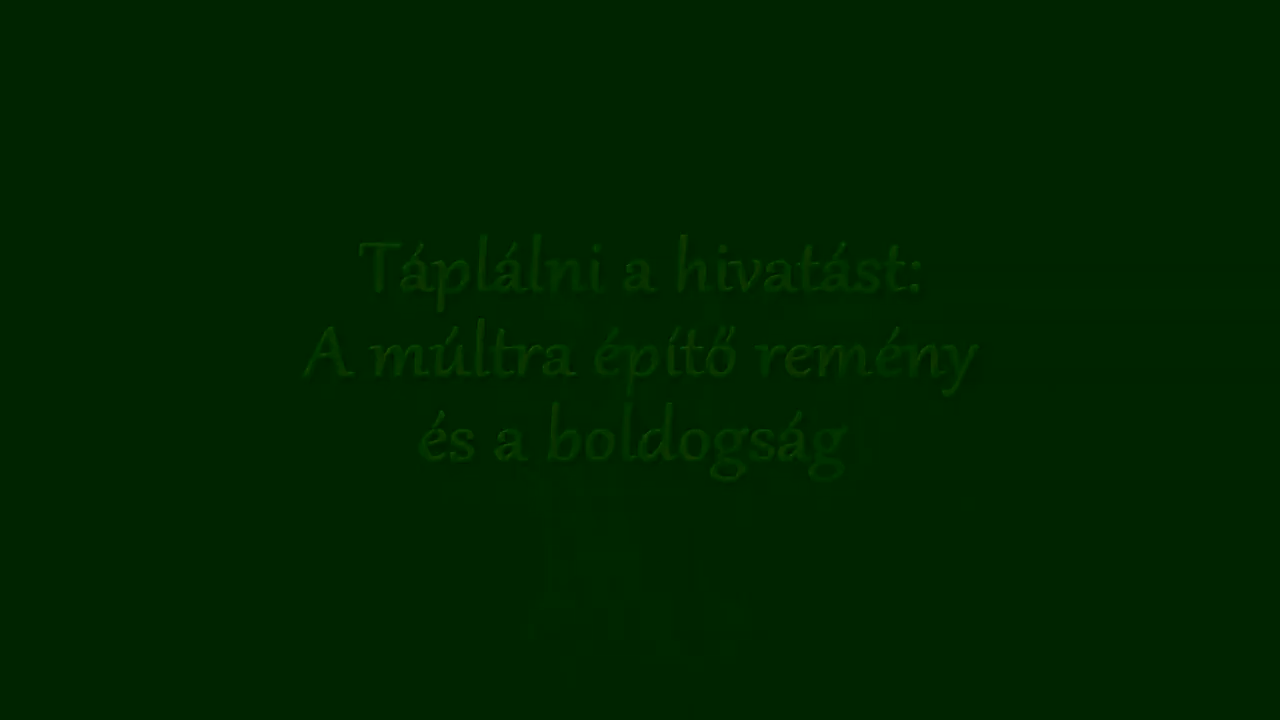 Táplálni a hivatást:
A múltra építő remény
és a boldogság